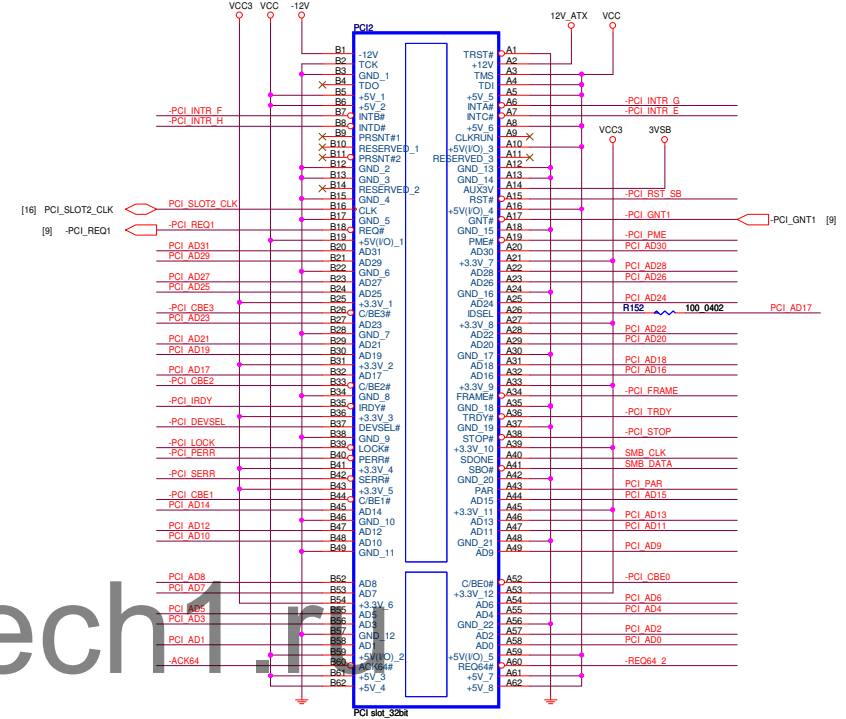 VCC3 VCC -12V 12V_ATX VCC
PCI2
B1 -12V TRST# A1
B2 TCK +12V A2
B3 GND_1 TMS A3
B4 TDO TDI A4
B5 +5V_1 +5V_5 A5
B6 +5V_2 INTA# A6 -PCI_INTR_G
-PCI_INTR_F B7 INTB# INTC# A7 -PCI_INTR_E
-PCI_INTR_H B8 INTD# +5V_6 A8
B9 PRSNT#1 CLKRUN A9 VCC3 3VSB
B10 RESERVED_1 +5V(I/O)_3 A10
B11 PRSNT#2 RESERVED_3 A11
B12 GND_2 GND_13 A12
B13 GND_3 GND_14 A13
B14 RESERVED_2 AUX3V A14
B15 GND_4 RST# A15 -PCI_RST_SB
[16] PCI_SLOT2_CLK PCI_SLOT2_CLK B16 CLK +5V(I/O)_4 A16
B17 GND_5 GNT# A17 -PCI_GNT1 -PCI_GNT1 [9]
[9] -PCI_REQ1 -PCI_REQ1 B18 REQ# GND_15 A18
B19 +5V(I/O)_1 PME# A19 -PCI_PME
PCI_AD31 B20 AD31 AD30 A20 PCI_AD30
PCI_AD29 B21 AD29 +3.3V_7 A21
B22 GND_6 AD28 A22 PCI_AD28
PCI_AD27 B23 AD27 AD26 A23 PCI_AD26
PCI_AD25 B24 AD25 GND_16 A24
B25 +3.3V_1 AD24 A25 PCI_AD24
-PCI_CBE3 B26 C/BE3# IDSEL A26 R152 100_0402 PCI_AD17
PCI_AD23 B27 AD23 +3.3V_8 A27
B28 GND_7 AD22 A28 PCI_AD22
PCI_AD21 B29 AD21 AD20 A29 PCI_AD20
PCI_AD19 B30 AD19 GND_17 A30
B31 +3.3V_2 AD18 A31 PCI_AD18
PCI_AD17 B32 AD17 AD16 A32 PCI_AD16
-PCI_CBE2 B33 C/BE2# +3.3V_9 A33
B34 GND_8 FRAME# A34 -PCI_FRAME
-PCI_IRDY B35 IRDY# GND_18 A35
B36 +3.3V_3 TRDY# A36 -PCI_TRDY
-PCI_DEVSEL B37 DEVSEL# GND_19 A37
B38 GND_9 STOP# A38 -PCI_STOP
-PCI_LOCK B39 LOCK# +3.3V_10 A39
-PCI_PERR B40 PERR# SDONE A40 SMB_CLK
B41 +3.3V_4 SBO# A41 SMB_DATA
-PCI_SERR B42 SERR# GND_20 A42
B43 +3.3V_5 PAR A43 PCI_PAR
-PCI_CBE1 B44 C/BE1# AD15 A44 PCI_AD15
PCI_AD14 B45 AD14 +3.3V_11 A45
B46 GND_10 AD13 A46 PCI_AD13
PCI_AD12 B47 AD12 AD11 A47 PCI_AD11
PCI_AD10 B48 AD10 GND_21 A48
B49 GND_11 AD9 A49 PCI_AD9
PCI_AD8 B52 AD8 C/BE0# A52 -PCI_CBE0
PCI_AD7 B53 AD7 +3.3V_12 A53
B54 +3.3V_6 AD6 A54 PCI_AD6
PCI_AD5 B55 AD5 AD4 A55 PCI_AD4
PCI_AD3 B56 AD3 GND_22 A56
B57 GND_12 AD2 A57 PCI_AD2
PCI_AD1 B58 AD1 AD0 A58 PCI_AD0
B59 +5V(I/O)_2 +5V(I/O)_5 A59
-ACK64 B60 ACK64# REQ64# A60 -REQ64_2
B61 +5V_3 +5V_7 A61
B62 +5V_4 +5V_8 A62
PCI slot_32bit
ech1.ru